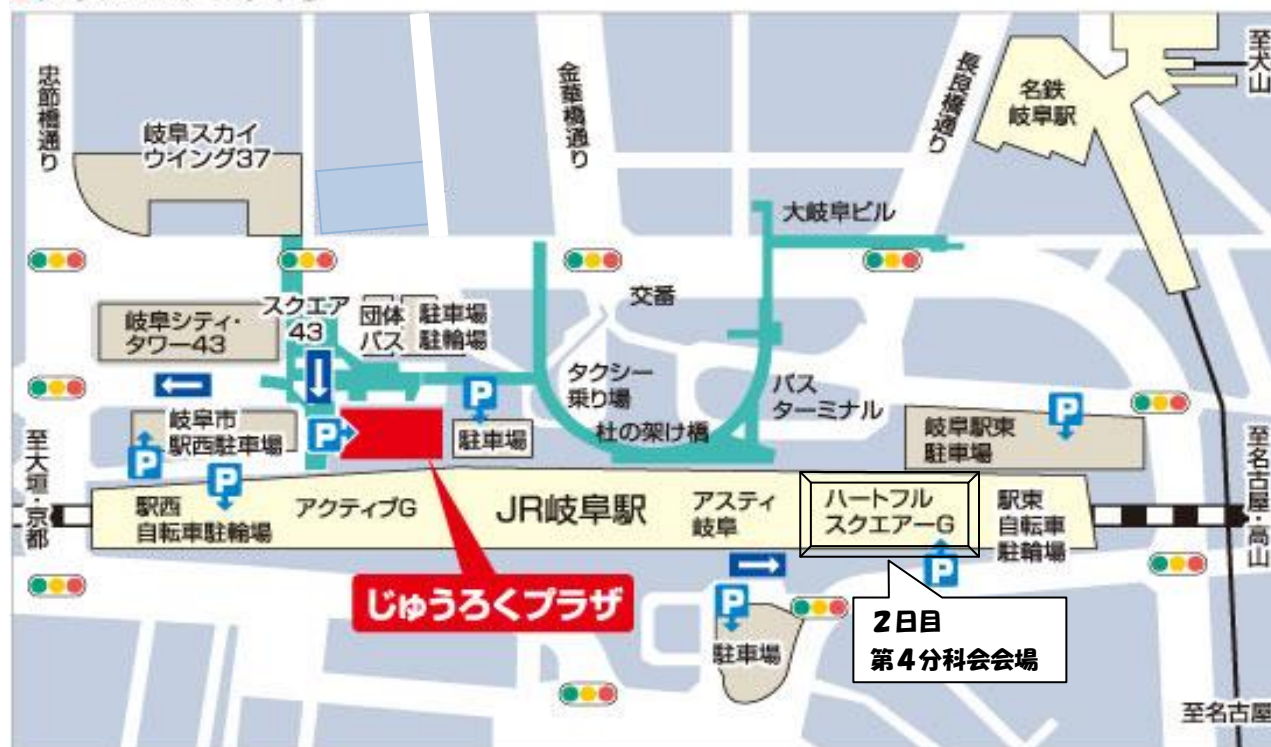 忠節橋通り
岐阜スカイ
ウイング37
金華橋通り
長良橋通り
名鉄
岐阜駅
至犬山
大岐阜ビル
交番
岐阜シティ・
タワー43
スクエア
43
団体
バス
駐車場
駐輪場
タクシー
乗り場
バス
ターミナル
杜の架け橋
P
岐阜市
駅西駐車場
P
P
P
駐車場
P
岐阜駅東
駐車場
至大垣・京都
至名古屋・高山
駅西
自転車駐輪場
アクティブG
JR岐阜駅
アスティ
岐阜
ハートフル
スクエアーG
駅東
自転車
駐輪場
じゅうろくプラザ
P
P
駐車場
2日目
第4分科会会場
至名古屋